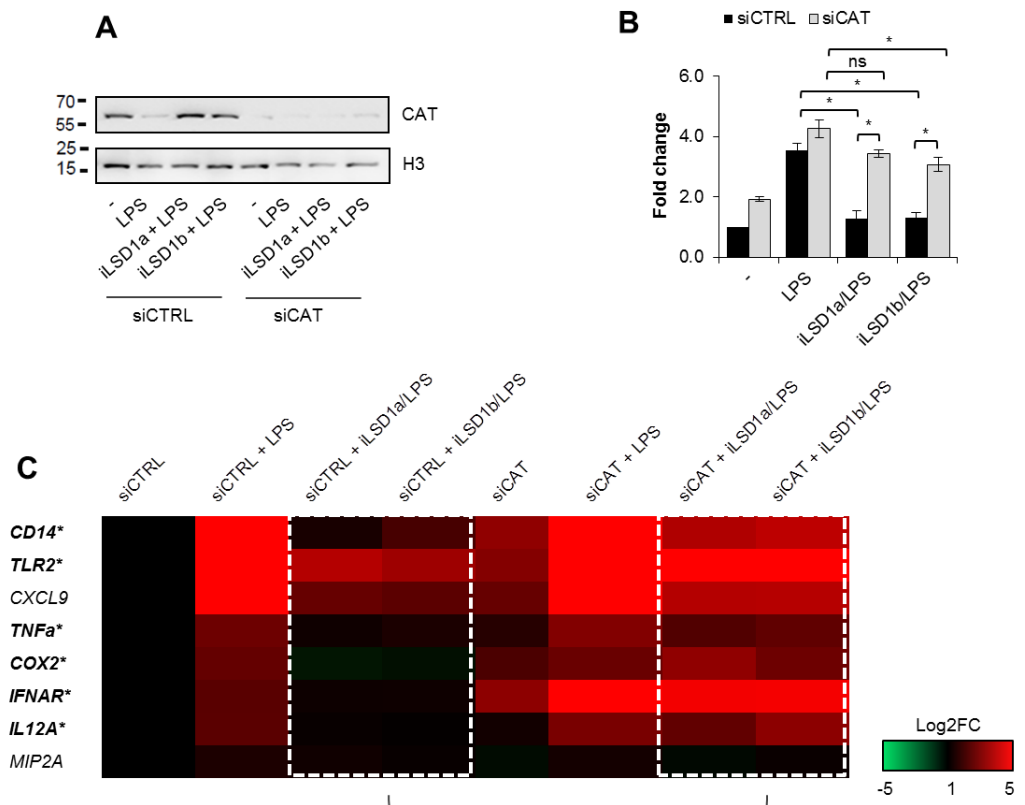 A
70
55
CAT
25
15
H3
-
LPS
iLSD1a + LPS
iLSD1b + LPS
-
LPS
iLSD1a + LPS
iLSD1b + LPS
siCTRL
siCAT
B
siCTRL siCAT
*
ns
*
*
*
*
6.0
4.0
2.0
0.0
Fold change
-
LPS
iLSD1a/LPS
iLSD1b/LPS
C
siCTRL
siCTRL + LPS
siCTRL + iLSD1a/LPS
siCTRL + iLSD1b/LPS
siCAT
siCAT + LPS
siCAT + iLSD1a/LPS
siCAT + iLSD1b/LPS
CD14*
TLR2*
CXCL9
TNFa*
COX2*
IFNAR*
IL12A*
MIP2A
Log2FC
-5 1 5